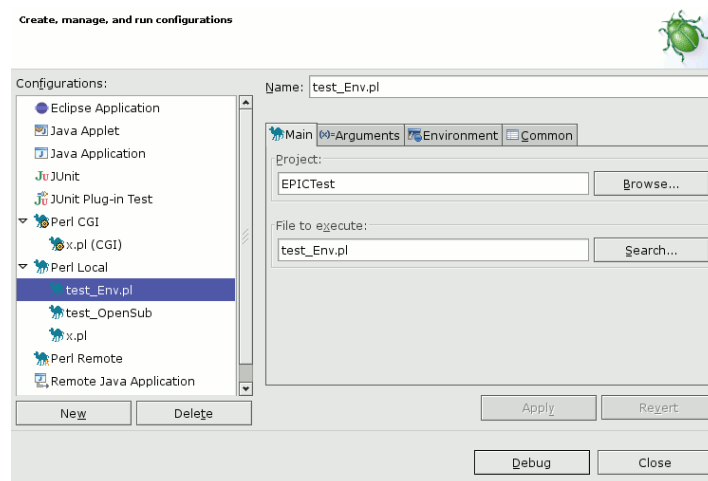 Create, manage, and run configurations
Configurations:
Eclipse Application
Java Applet
Java Application
JUnit
JUnit Plug-in Test
Perl CGI
x.pl (CGI)
Perl Local
test_Env.pl
test_OpenSub
x.pl
Perl Remote
Remote Java Application
New
Delete
Name: test_Env.pl
Main (x)=Arguments Environment Common
Project:
EPICTest
Browse...
File to execute:
test_Env.pl
Search...
Apply
Revert
Debug
Close